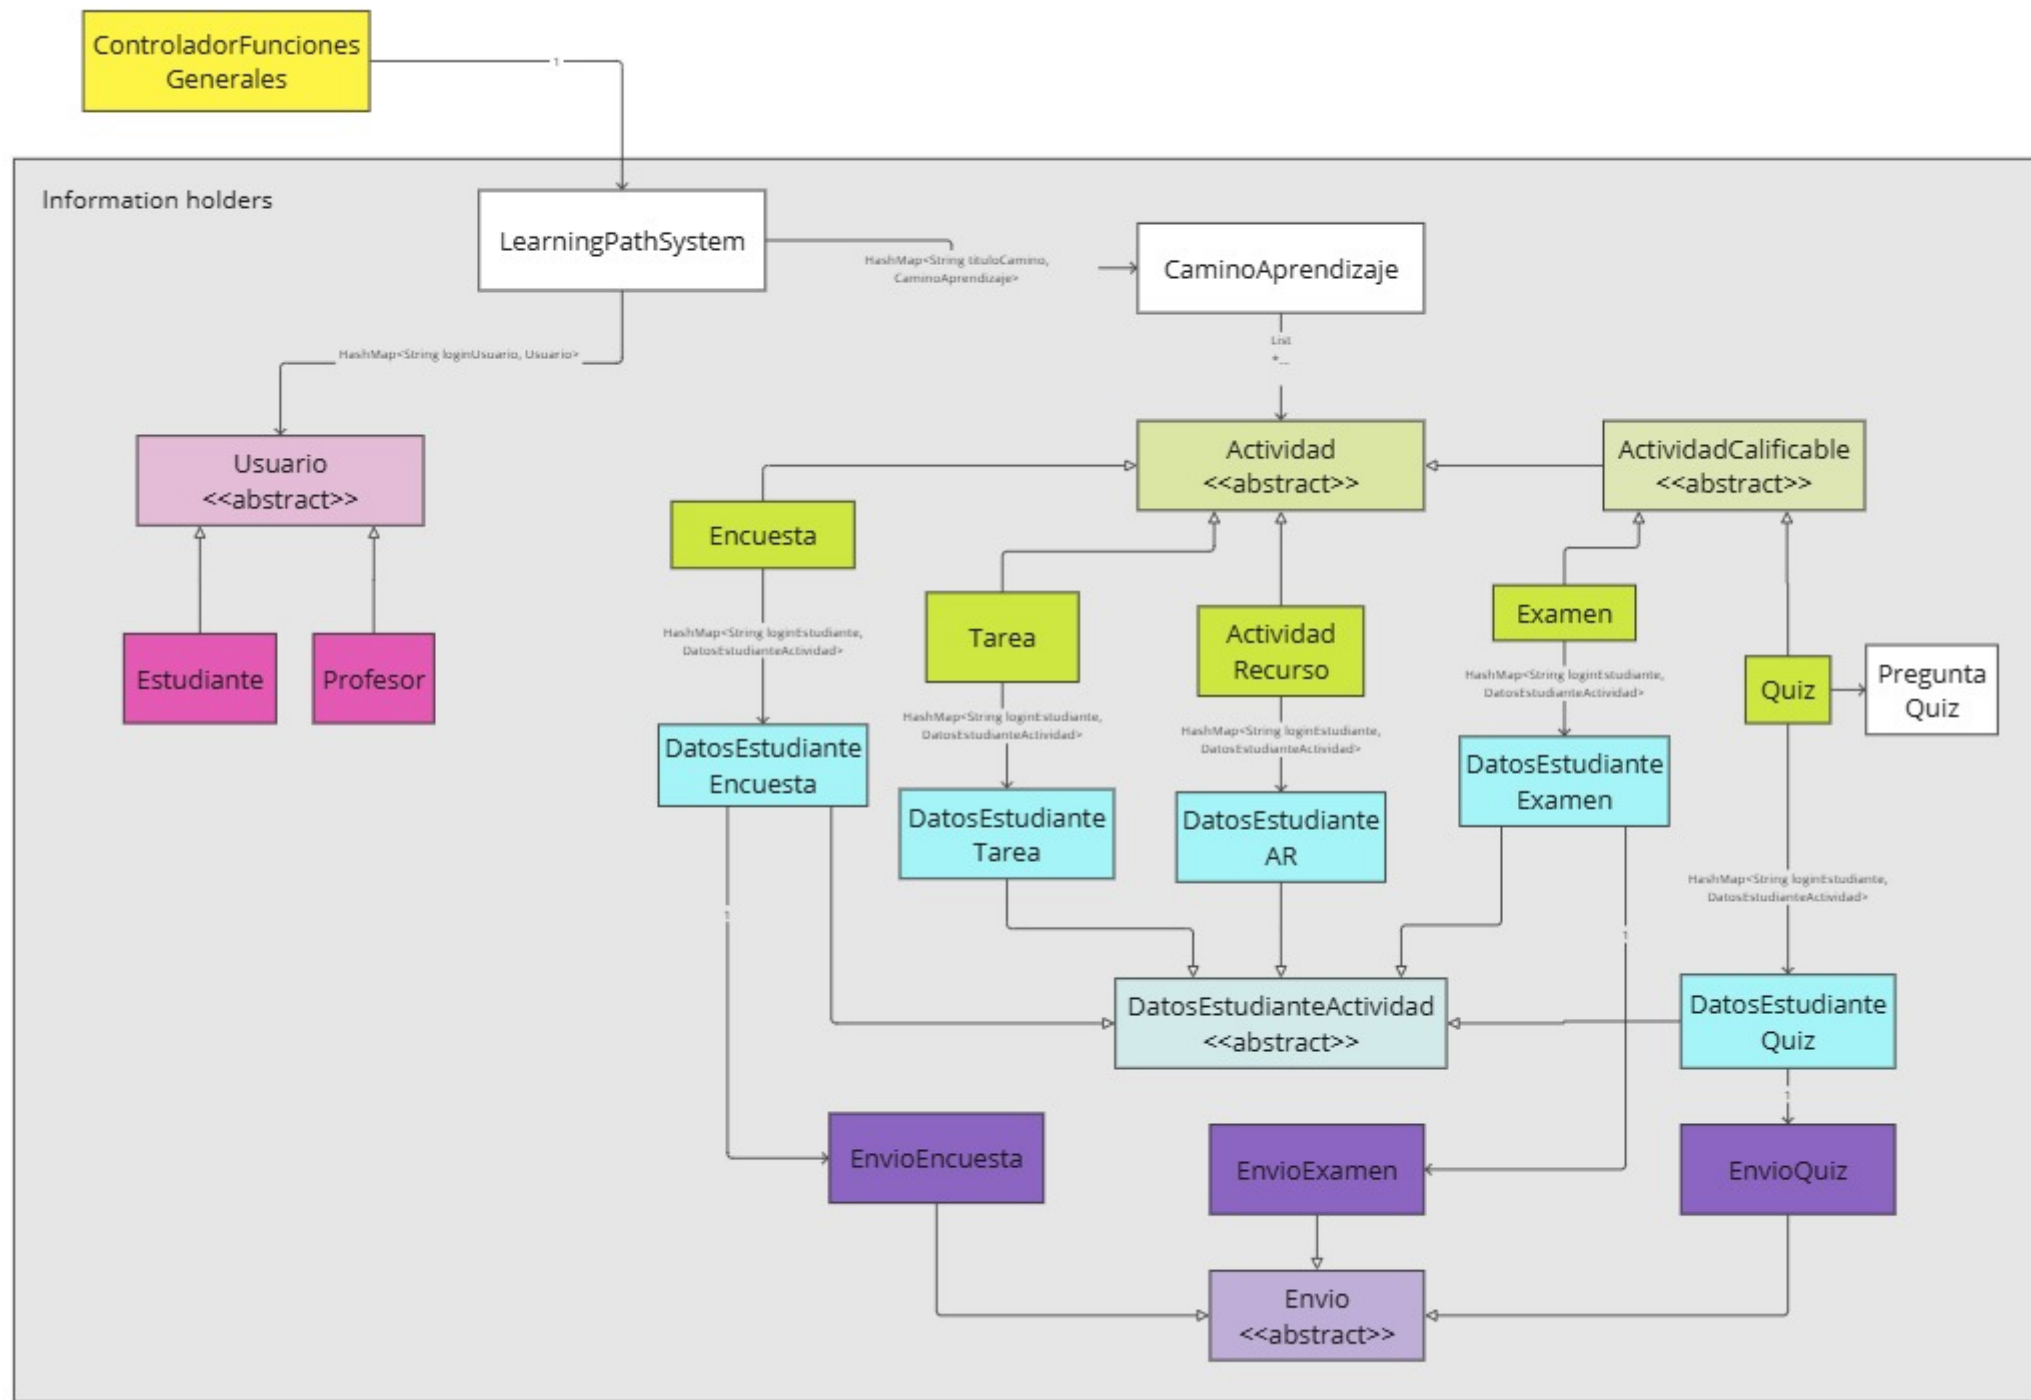 ControladorFunciones
Generales
1
Information holders
LearningPathSystem
HashMap<String tituloCamino,
CaminoAprendizaje>
CaminoAprendizaje
HashMap<String loginUsuario, Usuario>
List
*...
Usuario
<<abstract>>
Actividad
<<abstract>>
ActividadCalificable
<<abstract>>
Encuesta
Estudiante
Profesor
HashMap<String loginEstudiante,
DatosEstudianteActividad>
Tarea
Actividad
Recurso
Examen
HashMap<String loginEstudiante,
DatosEstudianteActividad>
Quiz
Pregunta
Quiz
HashMap<String loginEstudiante,
DatosEstudianteActividad>
HashMap<String loginEstudiante,
DatosEstudianteActividad>
DatosEstudiante
Encuesta
DatosEstudiante
Tarea
DatosEstudiante
AR
DatosEstudiante
Examen
HashMap<String loginEstudiante,
DatosEstudianteActividad>
1
1
DatosEstudianteActividad
<<abstract>>
DatosEstudiante
Quiz
1
EnvioEncuesta
EnvioExamen
EnvioQuiz
Envio
<<abstract>>